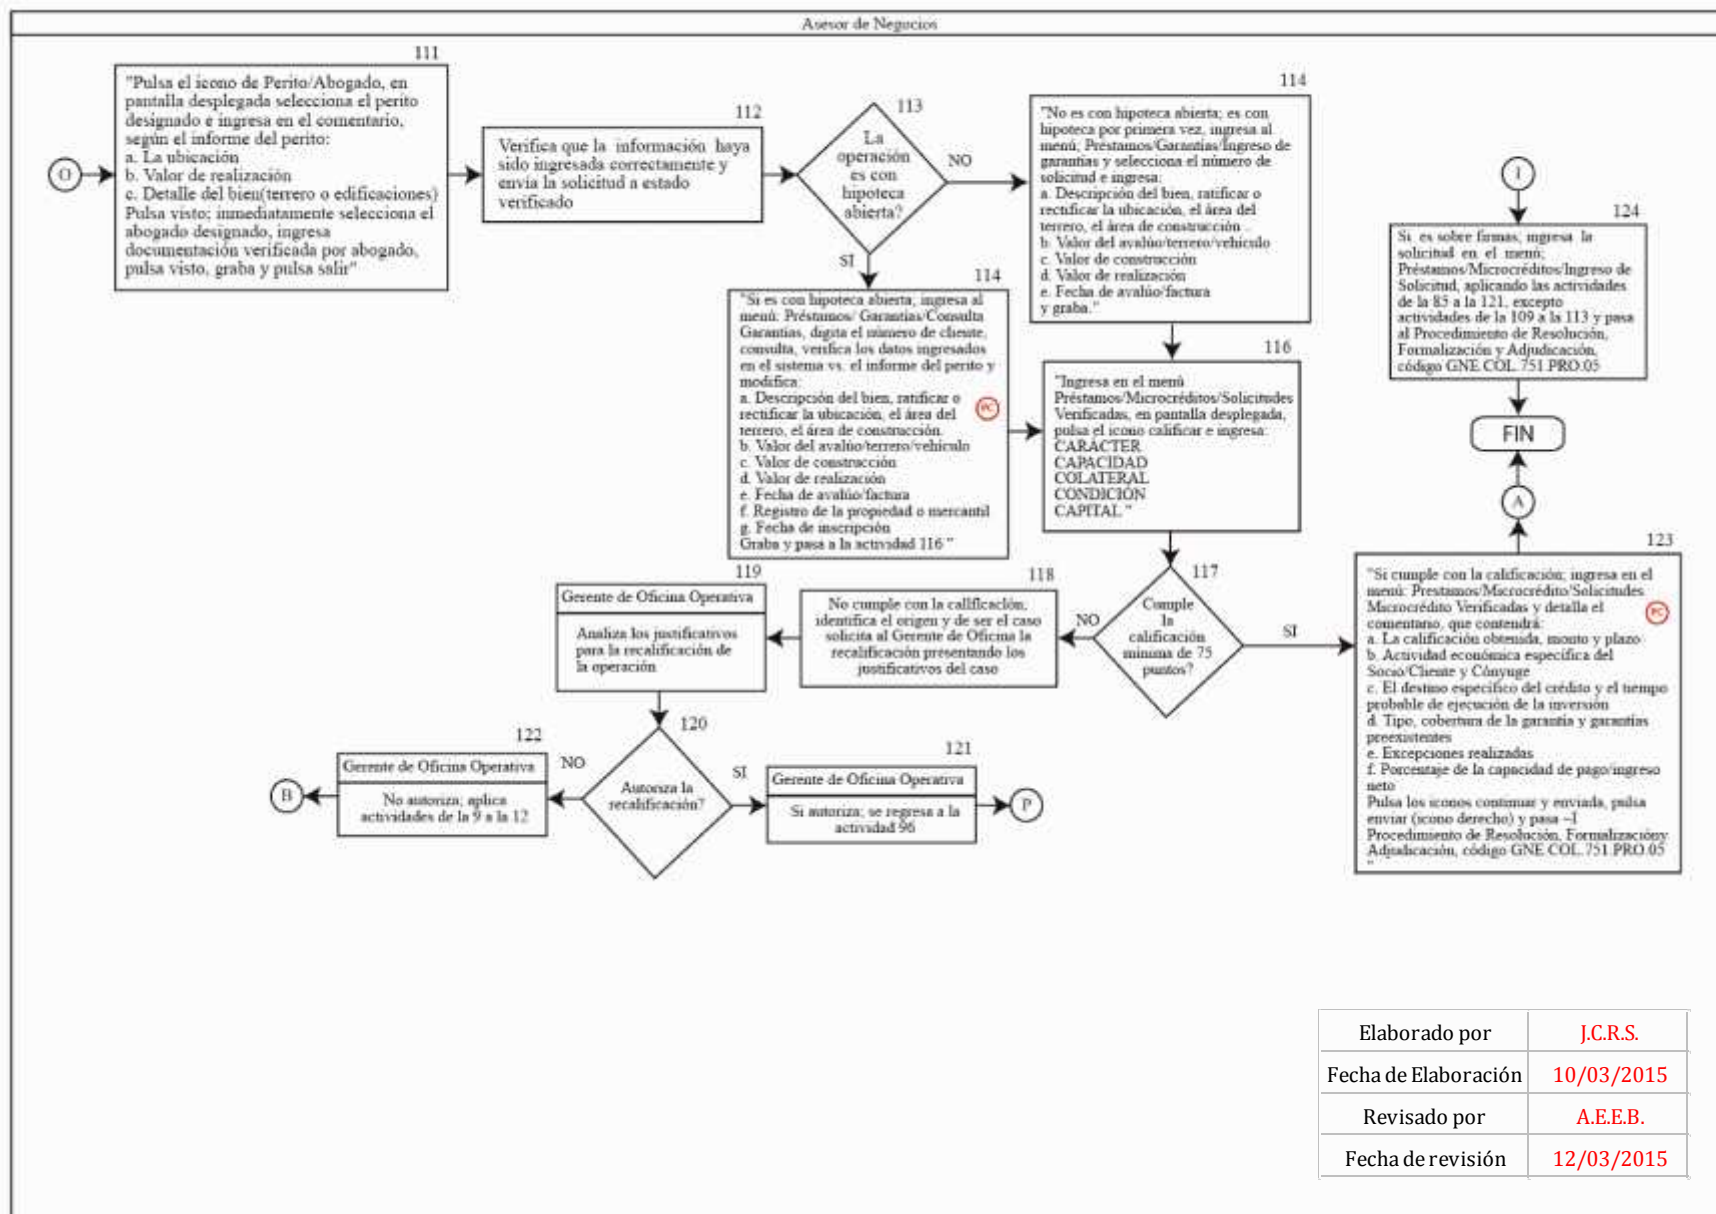 Asesor de Negocios
111
"Pulsa el icono de Perito/Abogado, en
pantalla desplegada selecciona el perito
designado e ingresa en el comentario,
según el informe del perito:
a. La ubicación
b. Valor de realización
c. Detalle del bien(terrero o edificaciones)
Pulsa visto; inmediatamente selecciona el
abogado designado, ingresa
documentación verificada por abogado,
pulsa visto, graba y pulsa salir"
O
112
Verifica que la información haya
sido ingresada correctamente y
envía la solicitud a estado
verificado
113
La
operación
es con
hipoteca
abierta?
NO
SI
114
"No es con hipoteca abierta; es con
hipoteca por primera vez, ingresa al
menú; Préstamos/Garantías/Ingreso de
garantías y selecciona el número de
solicitud e ingresa:
a. Descripción del bien, ratificar o
rectificar la ubicación, el área del
terrero, el área de construcción .
b. Valor del avalúo/terrero/vehículo
c. Valor de construcción
d. Valor de realización
e. Fecha de avalúo/factura
y graba."
114
"Si es con hipoteca abierta, ingresa al
menú: Préstamos/ Garantías/Consulta
Garantías, digita el número de cliente,
consulta, verifica los datos ingresados
en el sistema vs. el informe del perito y
modifica:
a. Descripción del bien, ratificar o
rectificar la ubicación, el área del
terrero, el área de construcción.
b. Valor del avalúo/terrero/vehículo
c. Valor de construcción
d. Valor de realización
e. Fecha de avalúo/factura
f. Registro de la propiedad o mercantil
g. Fecha de inscripción
Graba y pasa a la actividad 116 "
PC
116
"Ingresa en el menú
Préstamos/Microcréditos/Solicitudes
Verificadas, en pantalla desplegada,
pulsa el icono calificar e ingresa:
CARÁCTER
CAPACIDAD
COLATERAL
CONDICIÓN
CAPITAL "
I
124
Si es sobre firmas, ingresa la
solicitud en el menú;
Préstamos/Microcréditos/Ingreso de
Solicitud, aplicando las actividades
de la 85 a la 121, excepto
actividades de la 109 a la 113 y pasa
al Procedimiento de Resolución,
Formalización y Adjudicación,
código GNE.COL.751.PRO.05
FIN
A
117
Cumple
la
calificación
mínima de 75
puntos?
NO
SI
118
No cumple con la calificación,
identifica el origen y de ser el caso
solicita al Gerente de Oficina la
recalificación presentando los
justificativos del caso
119
Gerente de Oficina Operativa
Analiza los justificativos
para la recalificación de
la operación
120
Autoriza la
recalificación?
NO
SI
122
Gerente de Oficina Operativa
No autoriza; aplica
actividades de la 9 a la 12
B
121
Gerente de Oficina Operativa
Si autoriza; se regresa a la
actividad 96
P
123
"Si cumple con la calificación; ingresa en el
menú: Prestamos/Microcrédito/Solacitudes
Microcrédito Verificadas y detalla el
comentario, que contendrá:
a. La calificación obtenida, monto y plazo
b. Actividad económica específica del
Socio/Cliente y Cónyuge
c. El destino específico del crédito y el tiempo
probable de ejecución de la inversión
d. Tipo, cobertura de la garantía y garantías
preexistentes
e. Excepciones realizadas
f. Porcentaje de la capacidad de pago/ingreso
neto
Pulsa los iconos continuar y enviada, pulsa
enviar (icono derecho) y pasa ~I
Procedimiento de Resolución, Formalizacióny
Adjudicación, código GNE.COL.751.PRO.05
"
PC
Elaborado por J.C.R.S.
Fecha de Elaboración 10/03/2015
Revisado por A.E.E.B.
Fecha de revisión 12/03/2015